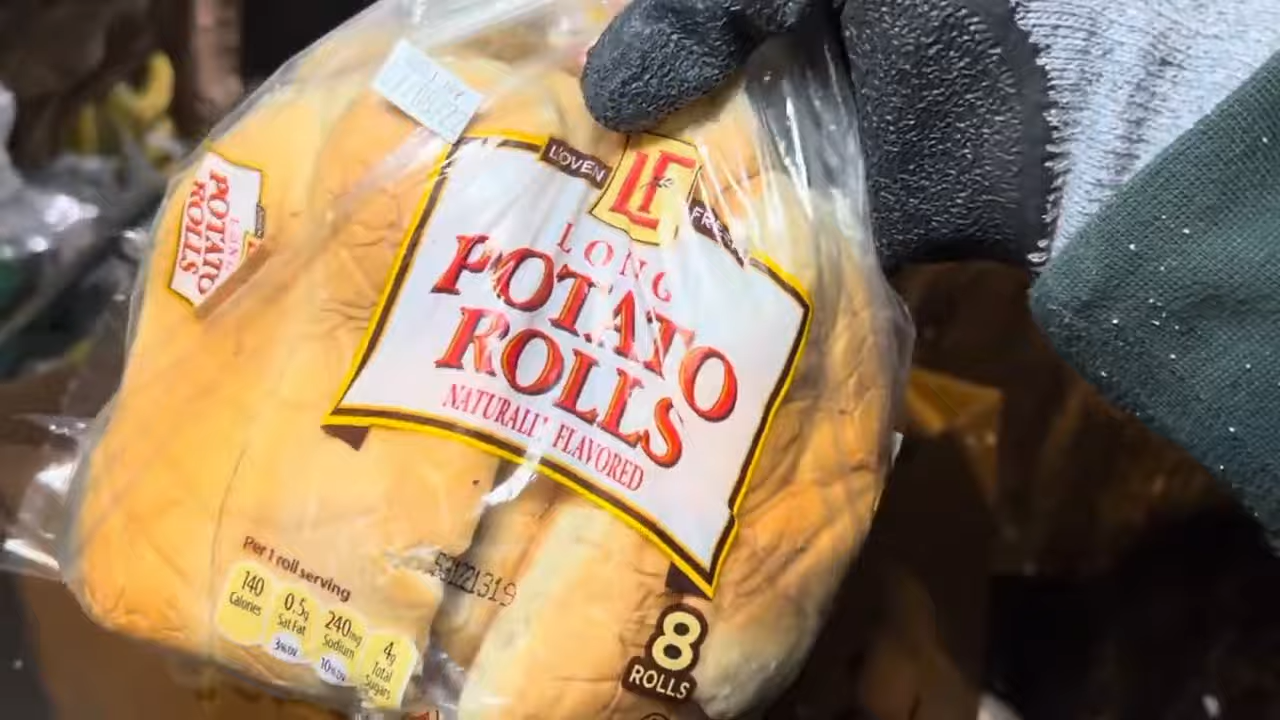 L'OVEN
LF
FRESH
LONG
POTATO
ROLLS
NATURALLY FLAVORED
POTATO
ROLLS
Per 1 roll serving
140
Calories
0.5g
Sat Fat
3% DV
240mg
Sodium
10% DV
4g
Total
Sugars
8
ROLLS